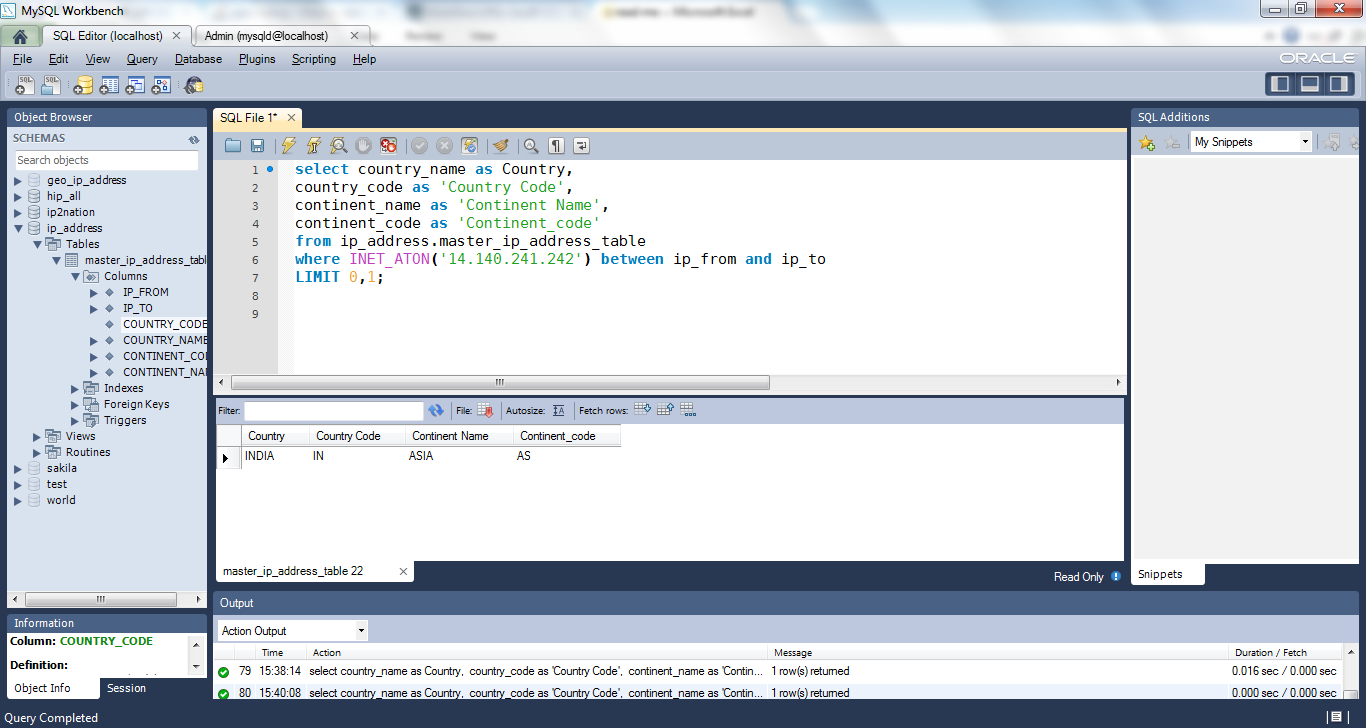 MySQL Workbench
SQL Editor (localhost)
Admin (mysqld@localhost)
File Edit View Query Database Plugins Scripting Help
ORACLE
Object Browser
SCHEMAS
Search objects
geo_ip_address
hip_all
ip2nation
ip_address
Tables
master_ip_address_tabl
Columns
IP_FROM
IP_TO
COUNTRY_CODE
COUNTRY_NAME
CONTINENT_CO
CONTINENT_NA
Indexes
Foreign Keys
Triggers
Views
Routines
sakila
test
world
Information
Column: COUNTRY_CODE
Definition:
Object Info
Session
Query Completed
SQL File 1*
1 select country_name as Country,
2 country_code as 'Country Code',
3 continent_name as 'Continent Name',
4 continent_code as 'Continent_code'
5 from ip_address.master_ip_address_table
6 where INET_ATON('14.140.241.242') between ip_from and ip_to
7 LIMIT 0,1;
8
9
Filter: File: Autosize: Fetch rows:
Country Country Code Continent Name Continent_code
INDIA IN ASIA AS
master_ip_address_table 22
Read Only
SQL Additions
My Snippets
Snippets
Output
Action Output
Time Action Message Duration / Fetch
79 15:38:14 select country_name as Country, country_code as 'Country Code', continent_name as 'Contin... 1 row(s) returned 0.016 sec / 0.000 sec
80 15:40:08 select country_name as Country, country_code as 'Country Code', continent_name as 'Contin... 1 row(s) returned 0.000 sec / 0.000 sec